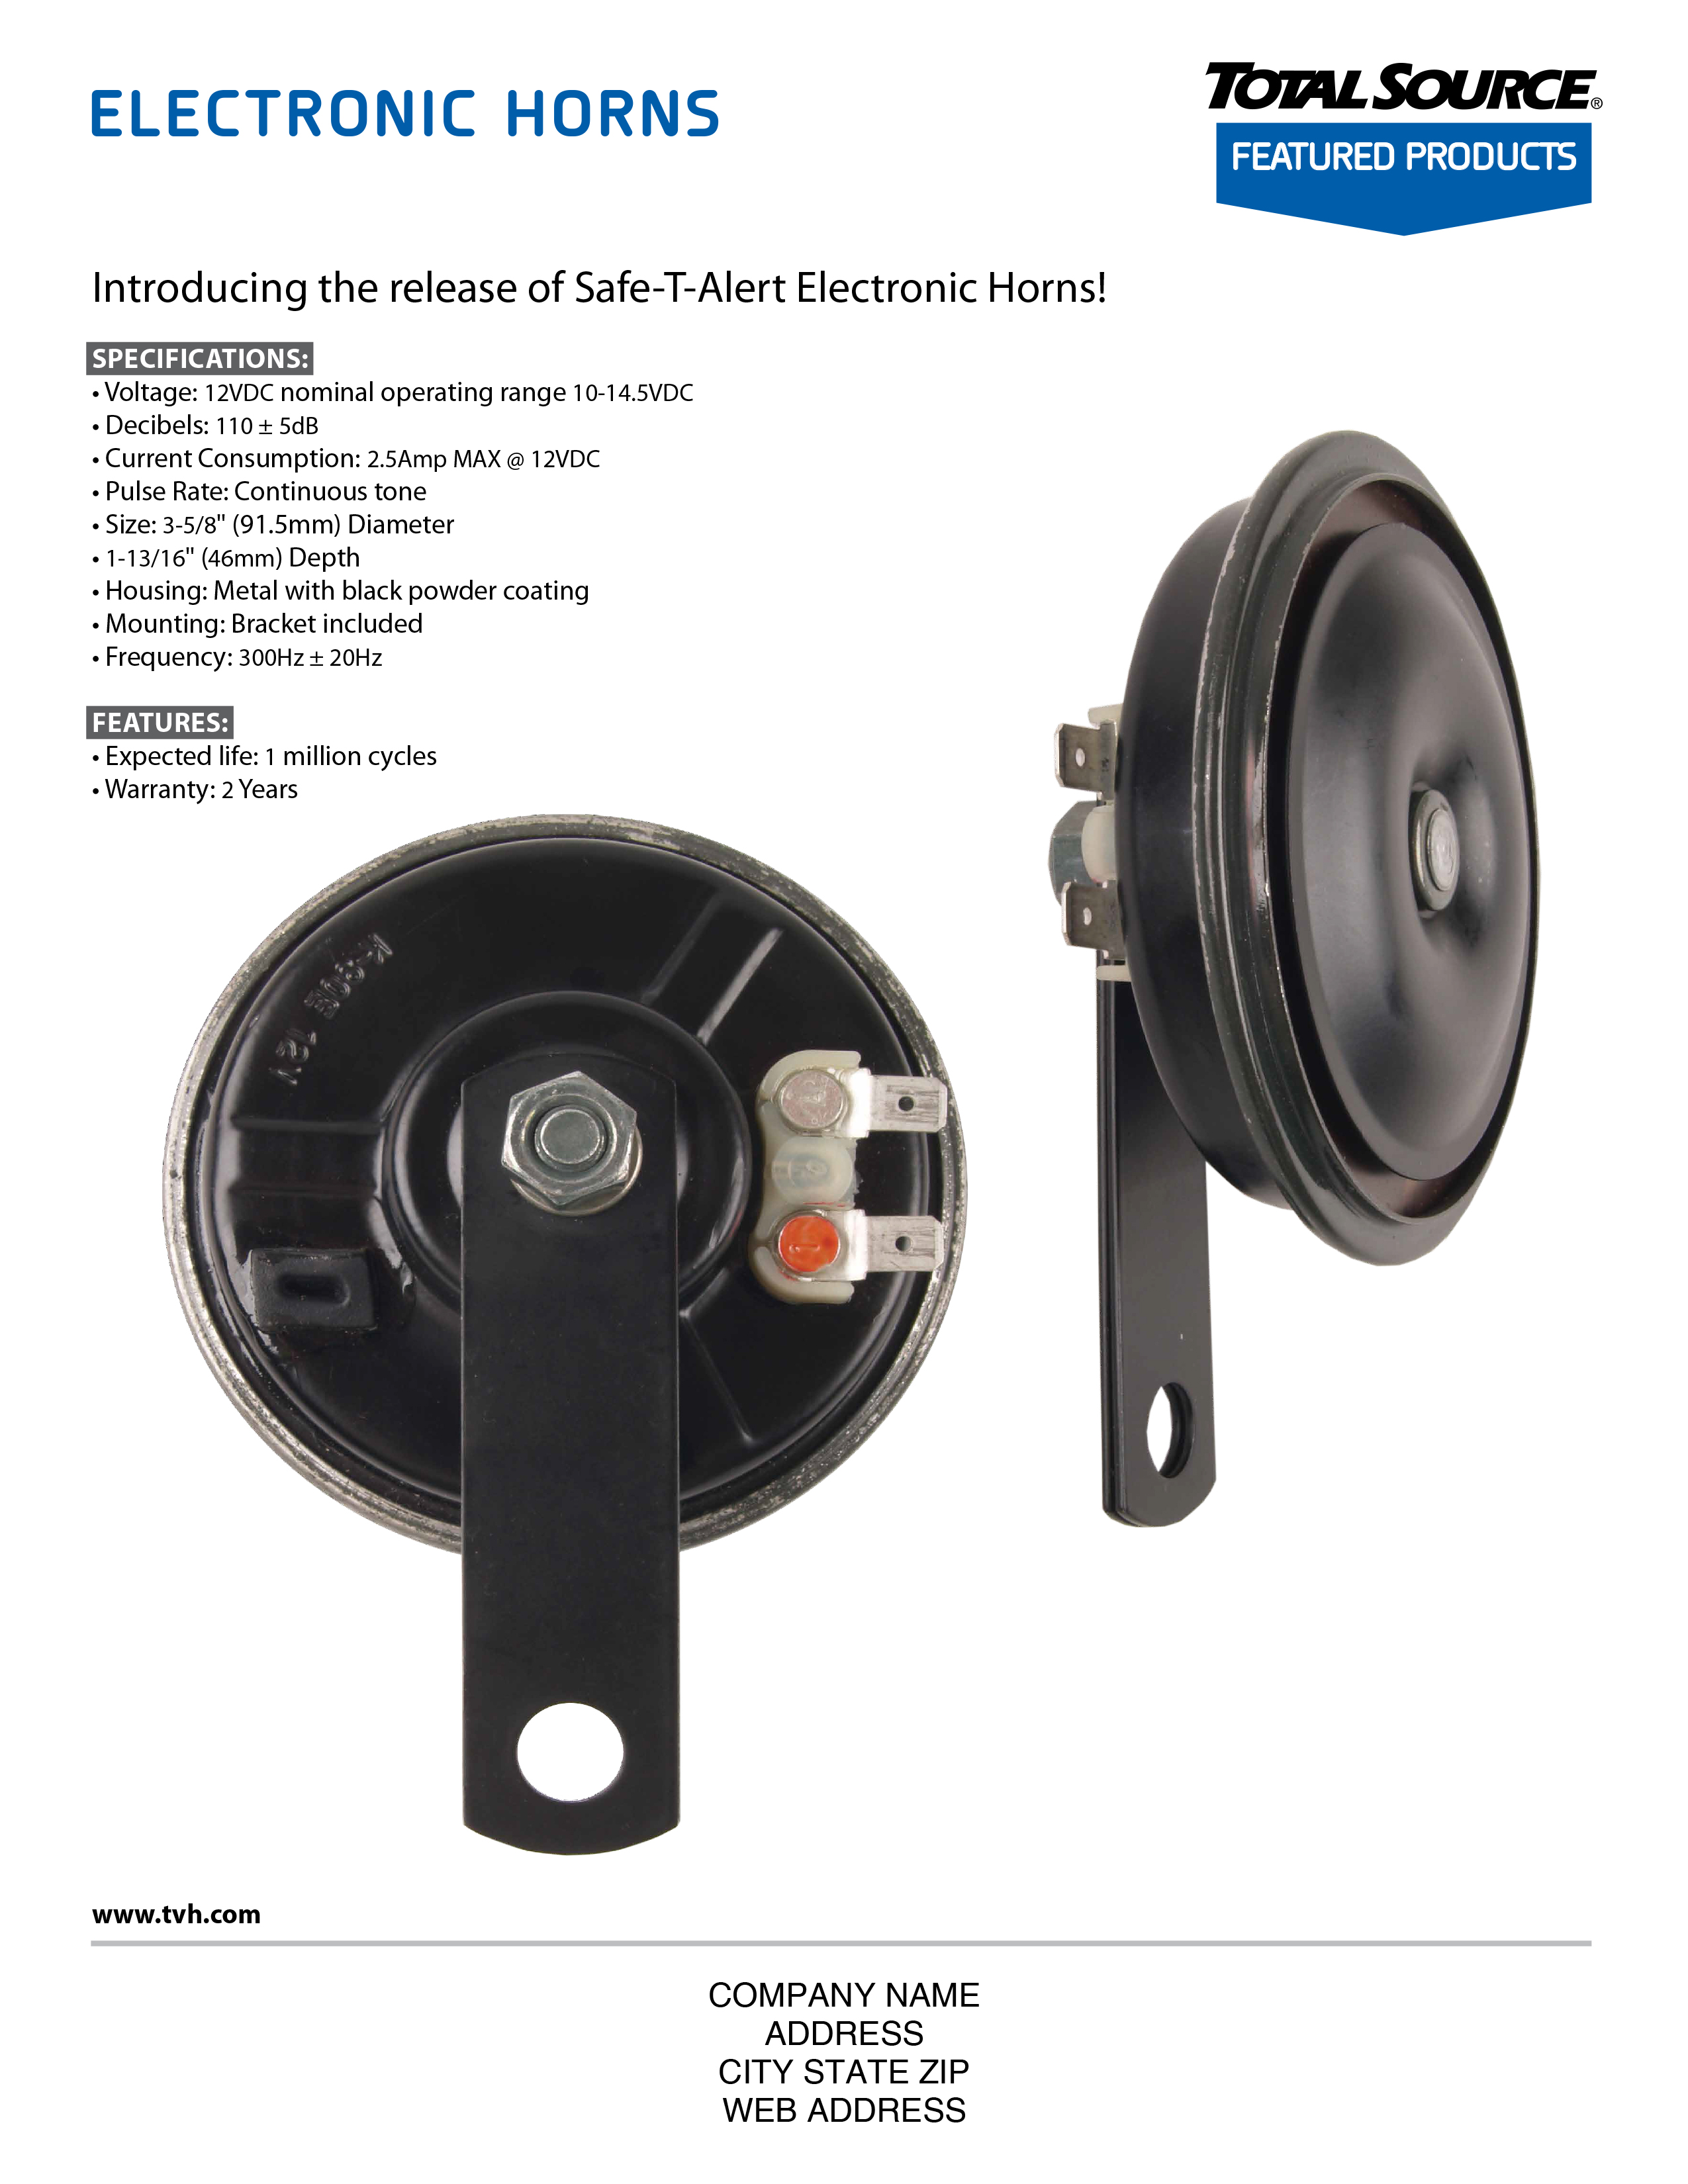 ELECTRONIC HORNS
TOTALSOURCE®
FEATURED PRODUCTS
Introducing the release of Safe-T-Alert Electronic Horns!
SPECIFICATIONS:
• Voltage: 12VDC nominal operating range 10-14.5VDC
• Decibels: 110 ± 5dB
• Current Consumption: 2.5Amp MAX @ 12VDC
• Pulse Rate: Continuous tone
• Size: 3-5/8" (91.5mm) Diameter
• 1-13/16" (46mm) Depth
• Housing: Metal with black powder coating
• Mounting: Bracket included
• Frequency: 300Hz ± 20Hz
FEATURES:
• Expected life: 1 million cycles
• Warranty: 2 Years
K-90E 12V
www.tvh.com
COMPANY NAME
ADDRESS
CITY STATE ZIP
WEB ADDRESS